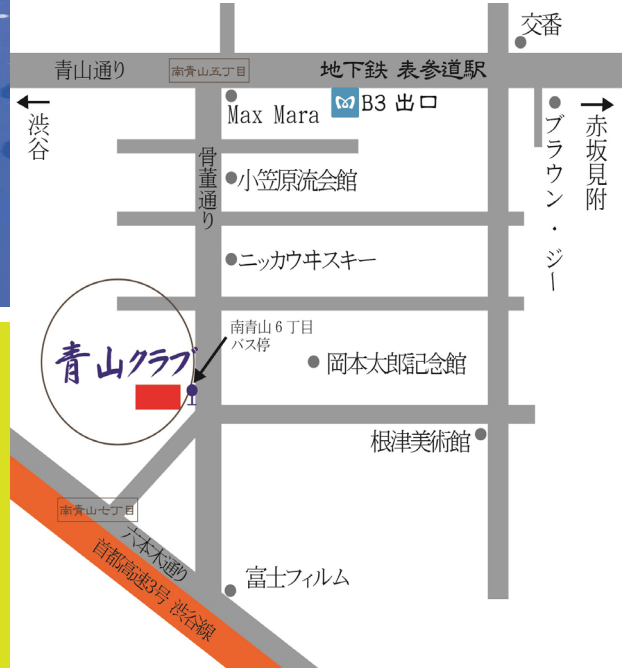 交番
青山通り
南青山五丁目
地下鉄 表参道駅
B3 出口
渋谷
Max Mara
ブラウン・ジー
赤坂見附
骨董通り
小笠原流会館
ニッカウヰスキー
南青山6丁目
バス停
青山クラブ
岡本太郎記念館
根津美術館
南青山七丁目
六本木通り
首都高速3号 渋谷線
富士フィルム